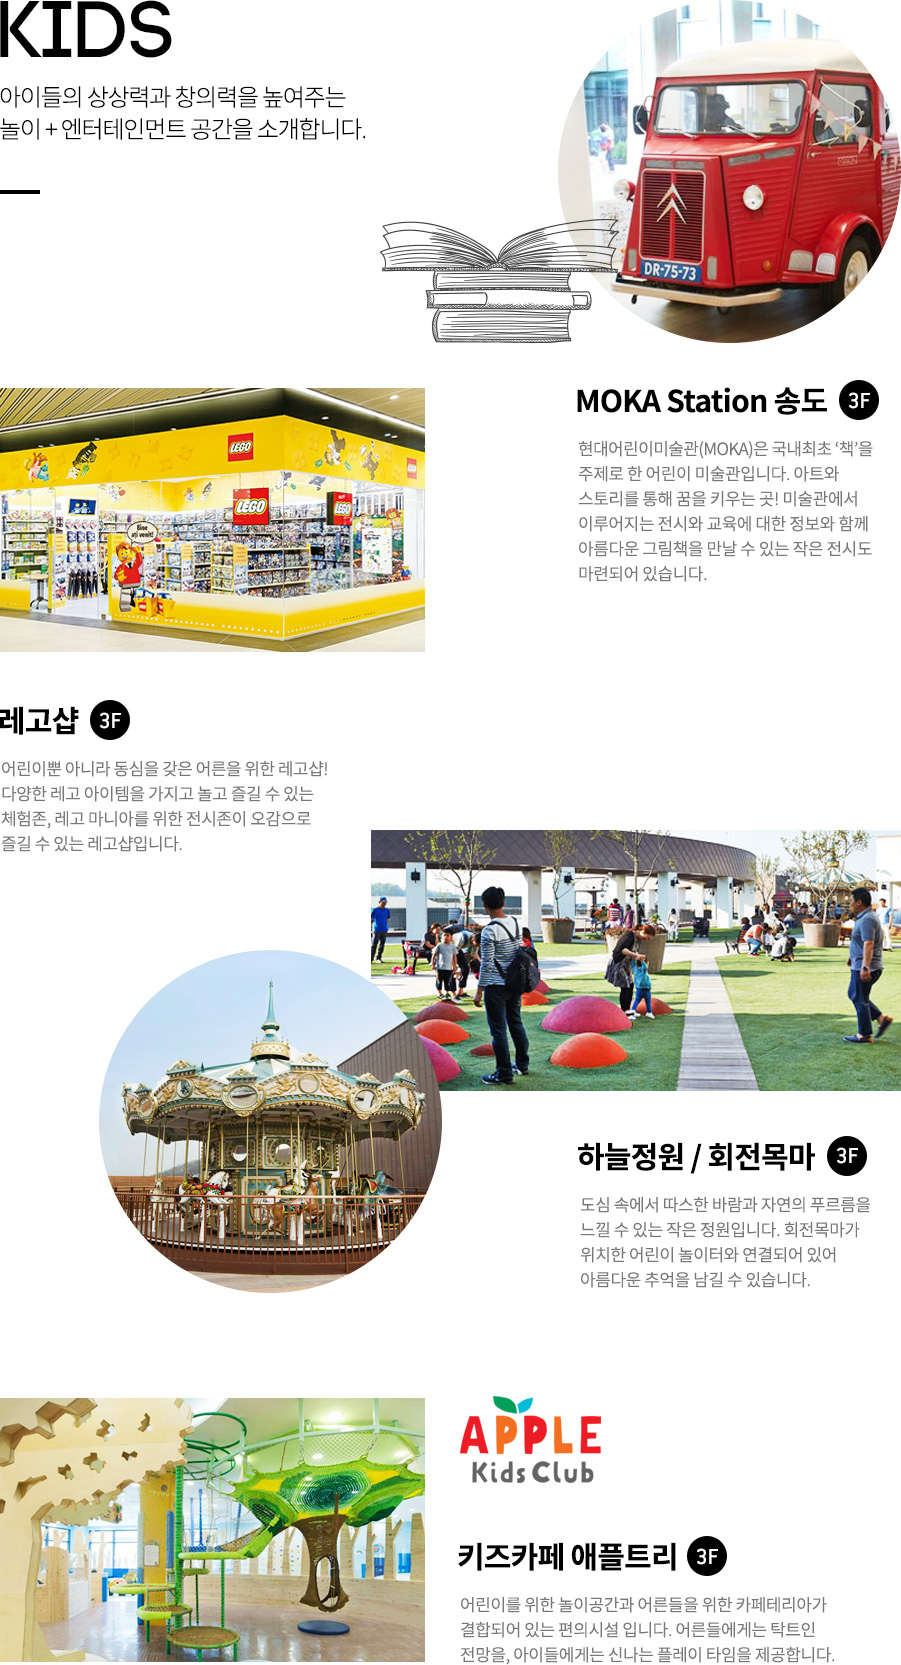 KIDS
아이들의 상상력과 창의력을 높여주는
놀이 + 엔터테인먼트 공간을 소개합니다.
DR-75-73
MOKA Station 송도 3F
현대어린이미술관(MOKA)은 국내최초 ‘책’을
주제로 한 어린이 미술관입니다. 아트와
스토리를 통해 꿈을 키우는 곳! 미술관에서
이루어지는 전시와 교육에 대한 정보와 함께
아름다운 그림책을 만날 수 있는 작은 전시도
마련되어 있습니다.
LEGO
LEGO
LEGO
Bine
ați venit!
레고샵 3F
어린이뿐 아니라 동심을 갖은 어른을 위한 레고샵!
다양한 레고 아이템을 가지고 놀고 즐길 수 있는
체험존, 레고 마니아를 위한 전시존이 오감으로
즐길 수 있는 레고샵입니다.
하늘정원 / 회전목마 3F
도심 속에서 따스한 바람과 자연의 푸르름을
느낄 수 있는 작은 정원입니다. 회전목마가
위치한 어린이 놀이터와 연결되어 있어
아름다운 추억을 남길 수 있습니다.
APPLE
Kids Club
키즈카페 애플트리 3F
어린이를 위한 놀이공간과 어른들을 위한 카페테리아가
결합되어 있는 편의시설 입니다. 어른들에게는 탁트인
전망을, 아이들에게는 신나는 플레이 타임을 제공합니다.